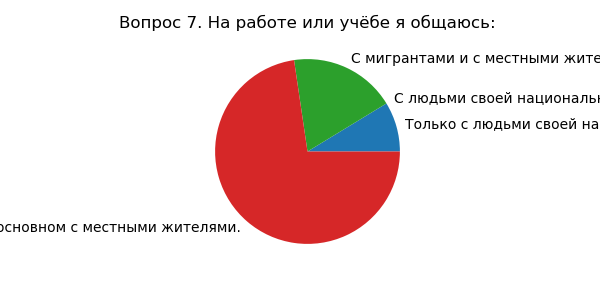 Вопрос 7. На работе или учёбе я общаюсь:
С мигрантами и с местными жите
С людьми своей националь
Только с людьми своей на
основном с местными жителями.